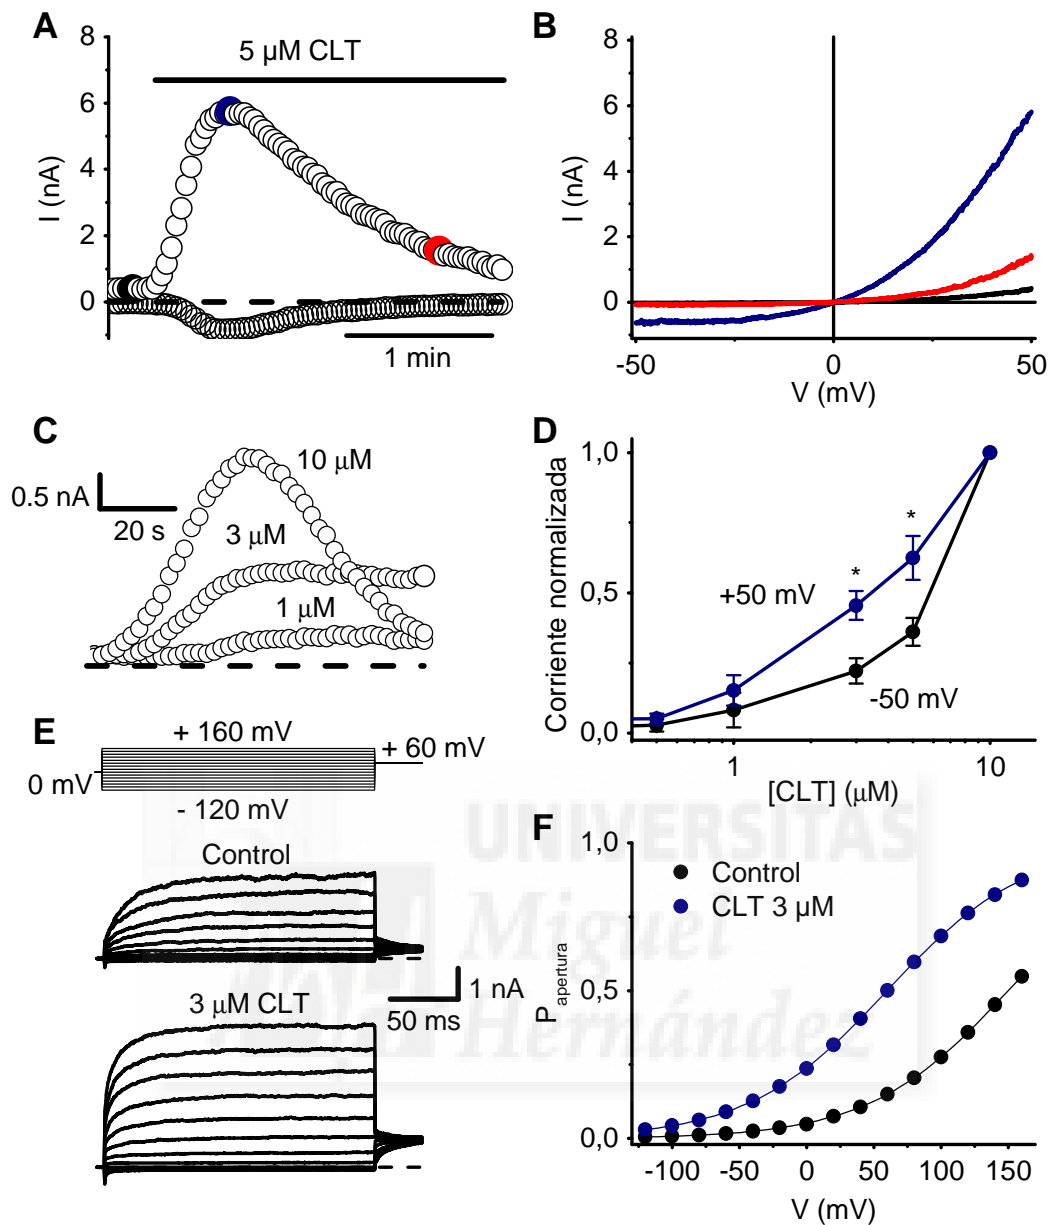 A
8
6
4
2
0
I (nA)
5 µM CLT
1 min
B
8
6
4
2
0
I (nA)
-50
0
50
V (mV)
C
10 µM
0.5 nA
20 s
3 µM
1 µM
D
1,0
0,5
0,0
Corriente normalizada
*
*
+50 mV
-50 mV
1
10
[CLT] (µM)
E
+ 160 mV
+ 60 mV
0 mV
- 120 mV
Control
1 nA
50 ms
3 µM CLT
F
1,0
0,5
0,0
P apertura
Control
CLT 3 µM
-100
-50
0
50
100
150
V (mV)
UNIVERSITAS
Miguel
Hernández